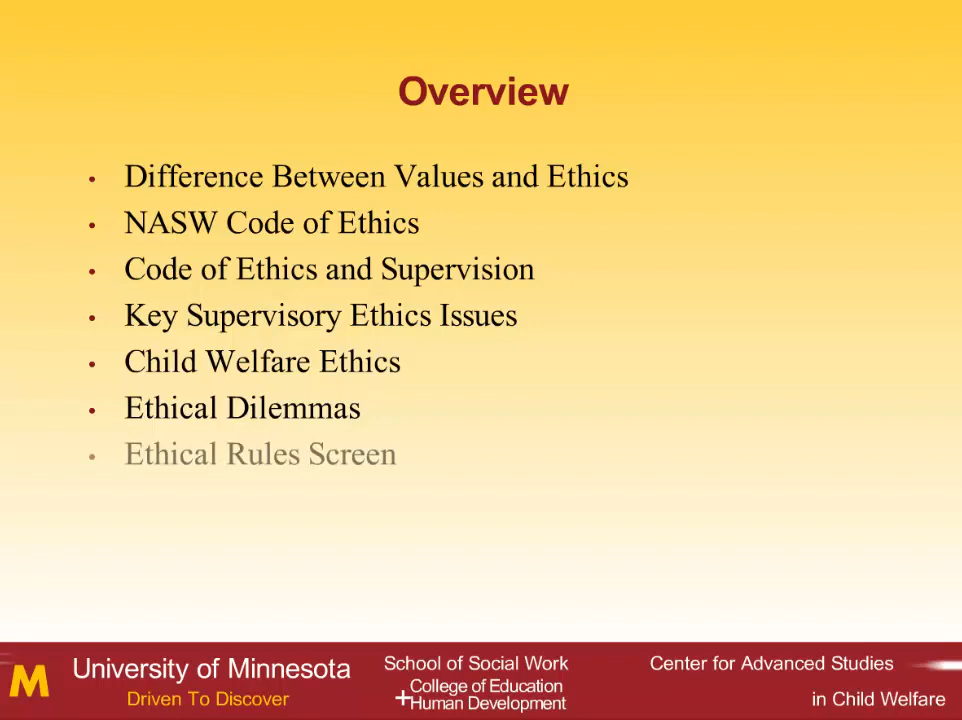 Overview
• Difference Between Values and Ethics
• NASW Code of Ethics
• Code of Ethics and Supervision
• Key Supervisory Ethics Issues
• Child Welfare Ethics
• Ethical Dilemmas
• Ethical Rules Screen
M
University of Minnesota
Driven To Discover
School of Social Work
College of Education
+Human Development
Center for Advanced Studies
in Child Welfare